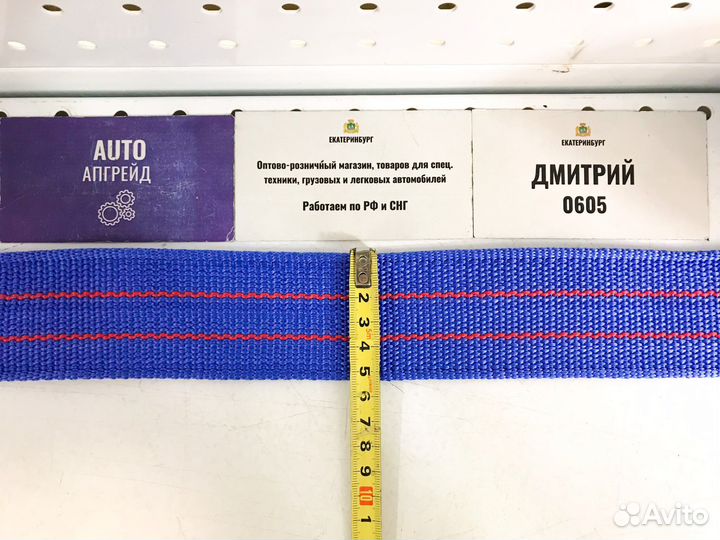 AUTO
АПГРЕЙД
ЕКАТЕРИНБУРГ
Оптово-розничный магазин, товаров для спец.
техники, грузовых и легковых автомобилей
Работаем по РФ и СНГ
ЕКАТЕРИНБУРГ
ДМИТРИЙ
0605
2
3
4
5
6
7
8
9
10
1
Avito